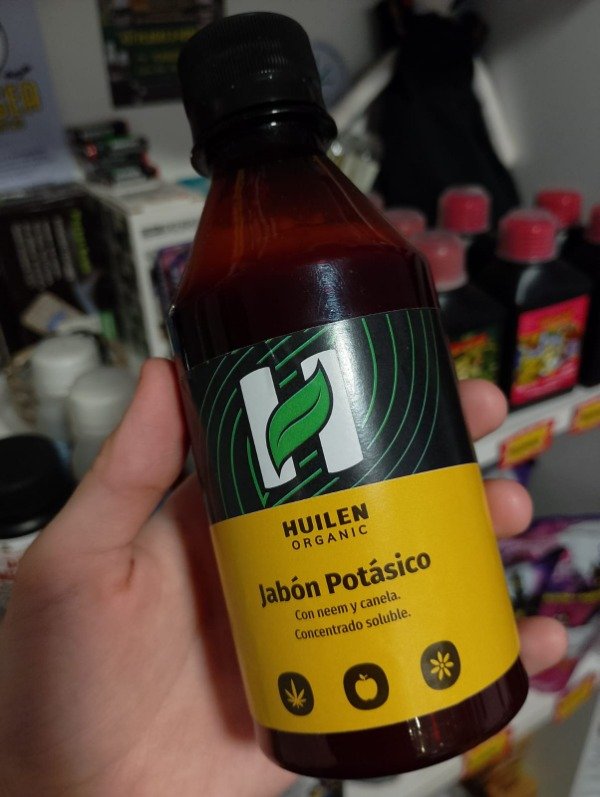 H
HUILEN
ORGANIC
Jabón Potásico
Con neem y canela.
Concentrado soluble.